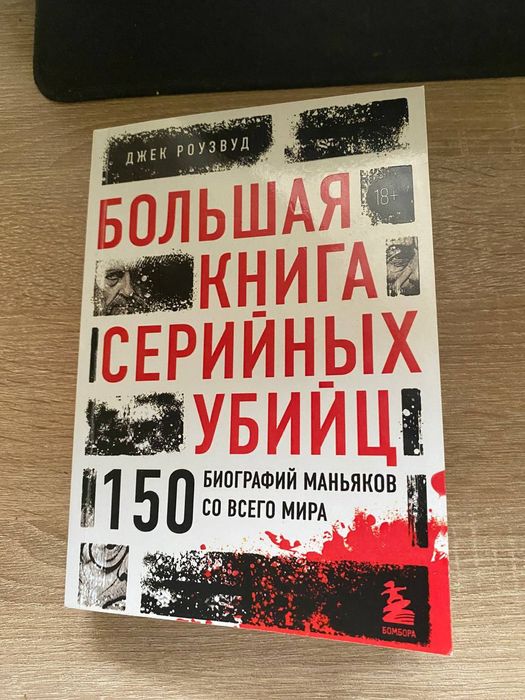 ДЖЕК РОУЗВУД
18+
БОЛЬШАЯ
КНИГА
СЕРИЙНЫХ
УБИЙЦ
150 БИОГРАФИЙ МАНЬЯКОВ
СО ВСЕГО МИРА
БОМБОРА